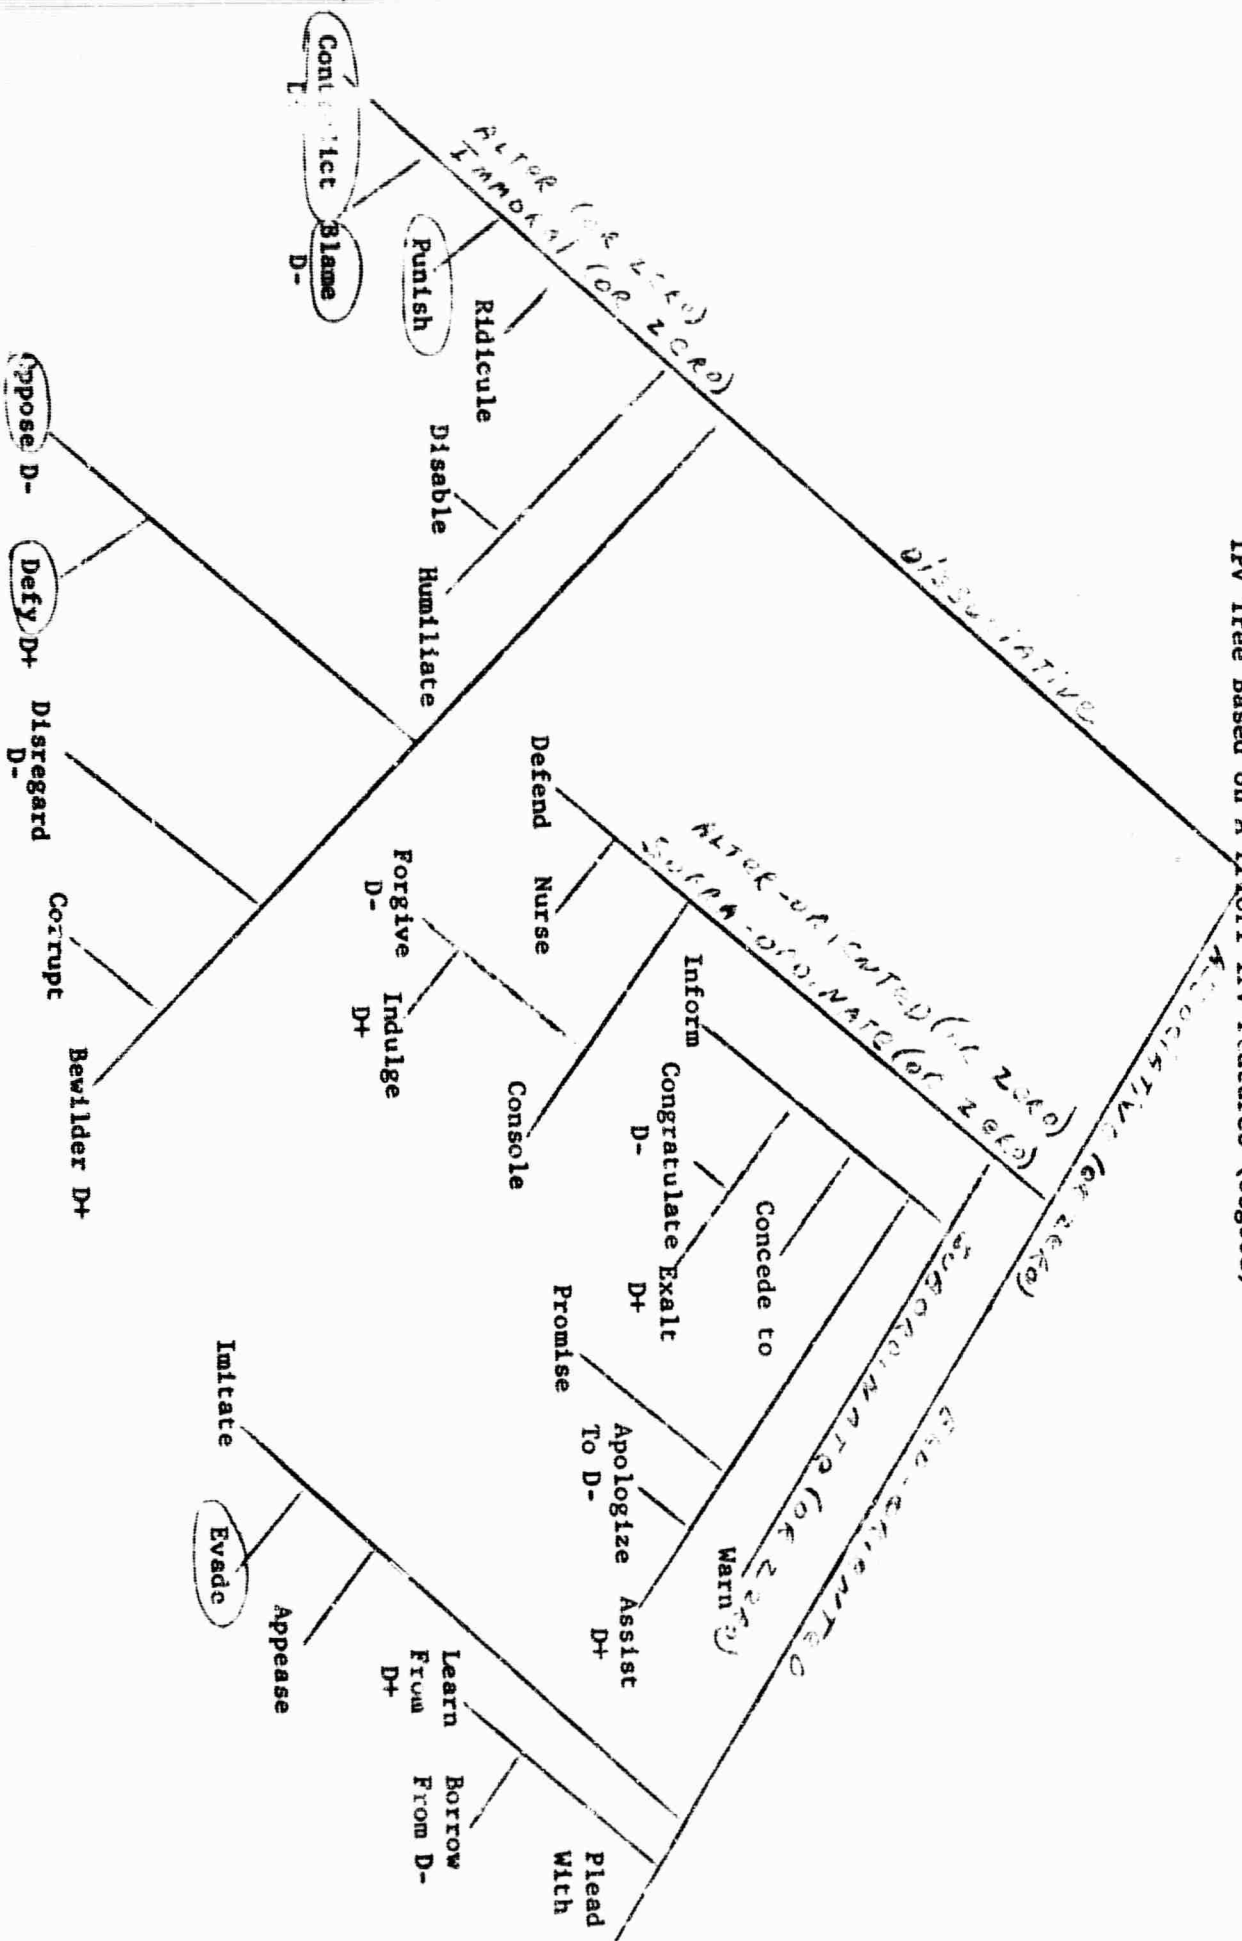 IPV Tree Based on A Priori IPV Features (
DISSOCIATIVE
ASSOCIATIVE (OR ZERO)
ALTER (OR ZERO)
IMMORAL (OR ZERO)
ALTER-ORIENTED (OR ZERO)
SUPRA-ORDINATE (OR ZERO)
SUBORDINATE (OR ZERO)
EGO-ORIENTED
Blame
D-
Punish
Ridicule
Disable
Humiliate
Oppose D-
Defy D+
Disregard
D-
Corrupt
Bewilder D+
Defend
Nurse
Forgive
D-
Indulge
D+
Console
Inform
Congratulate
D-
Exalt
D+
Concede to
Promise
Apologize
To D-
Assist
D+
Warn
Imitate
Evade
Appease
Learn
From
D+
Borrow
From D-
Plead
With